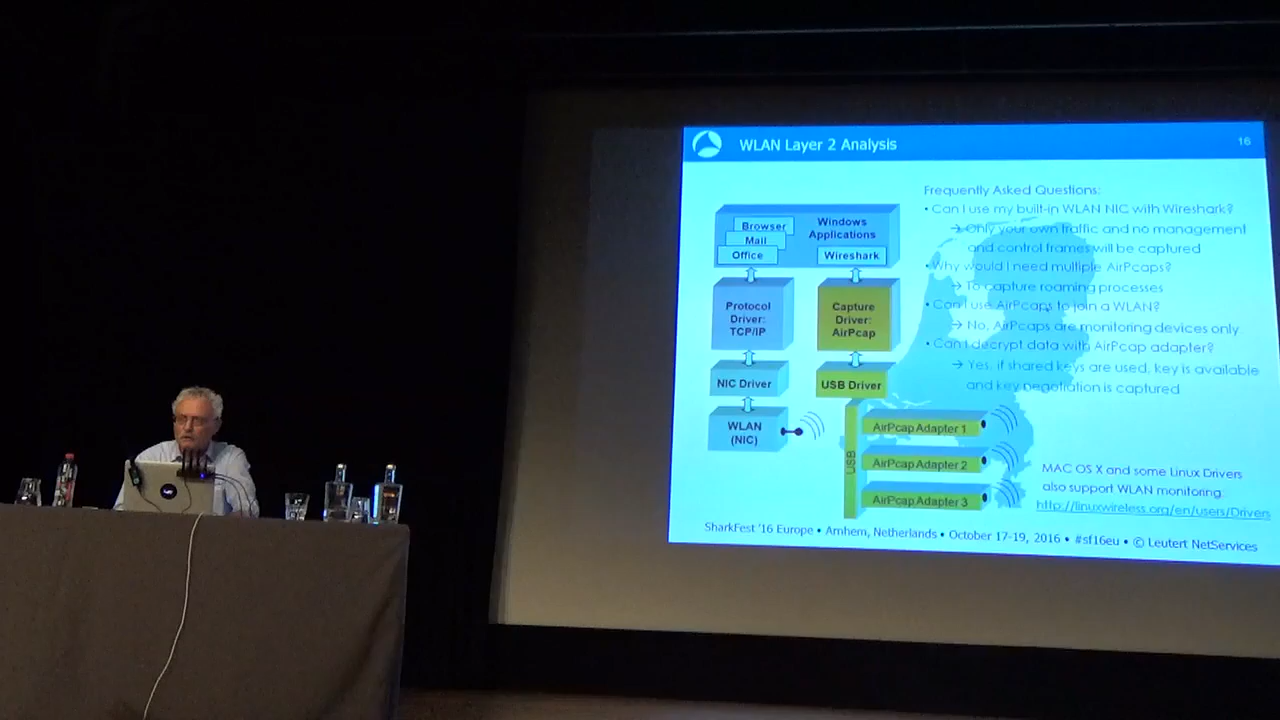 WLAN Layer 2 Analysis
16
Browser
Mail
Office
Windows
Applications
Wireshark
Protocol
Driver:
TCP/IP
Capture
Driver:
AirPcap
NIC Driver
USB Driver
WLAN
(NIC)
USB
AirPcap Adapter 1
AirPcap Adapter 2
AirPcap Adapter 3
Frequently Asked Questions:
• Can I use my built-in WLAN NIC with Wireshark?
→ Only your own traffic and no management
and control frames will be captured
• Why would I need multiple AirPcaps?
→ To capture roaming processes
• Can I use AirPcaps to join a WLAN?
→ No, AirPcaps are monitoring devices only
• Can I decrypt data with AirPcap adapter?
→ Yes, if shared keys are used, key is available
and key negotiation is captured
MAC OS X and some Linux Drivers
also support WLAN monitoring:
http://linuxwireless.org/en/users/Drivers
SharkFest '16 Europe • Arnhem, Netherlands • October 17-19, 2016 • #sf16eu • © Leutert NetServices